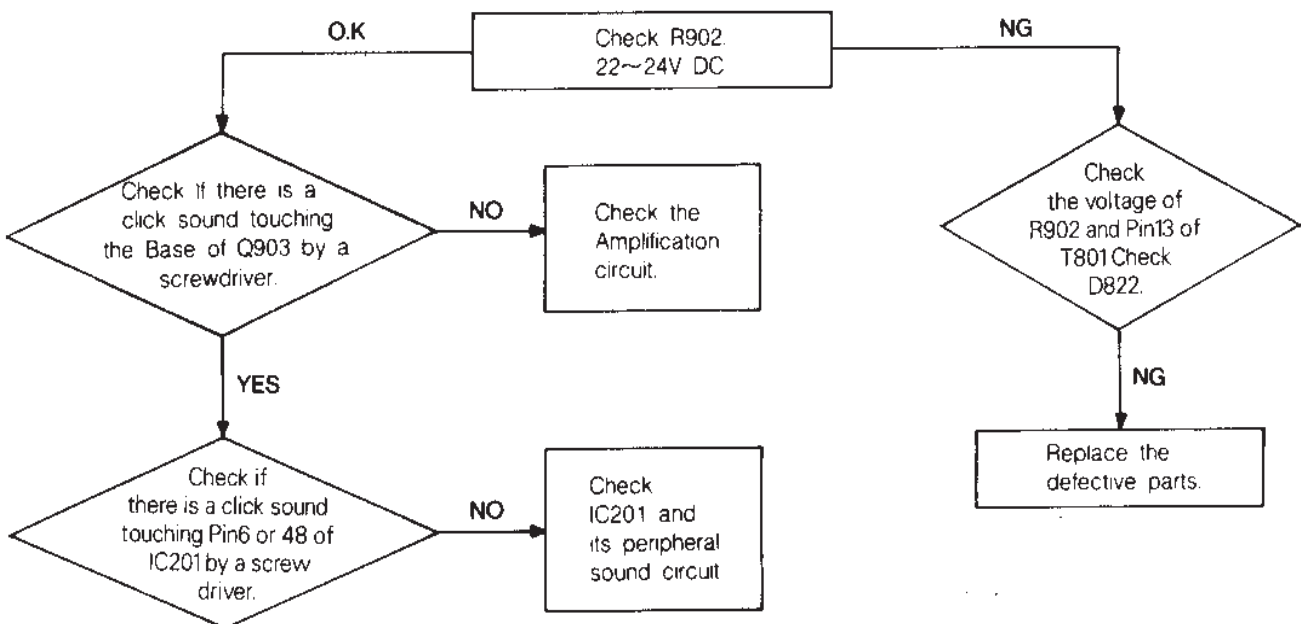 O.K
Check R902.
22~24V DC
NG
Check if there is a
click sound touching
the Base of Q903 by a
screwdriver.
NO
Check the
Amplification
circuit.
Check
the voltage of
R902 and Pin13 of
T801 Check
D822.
YES
NG
Check if
there is a click sound
touching Pin6 or 48 of
IC201 by a screw
driver.
NO
Check
IC201 and
its peripheral
sound circuit
Replace the
defective parts.